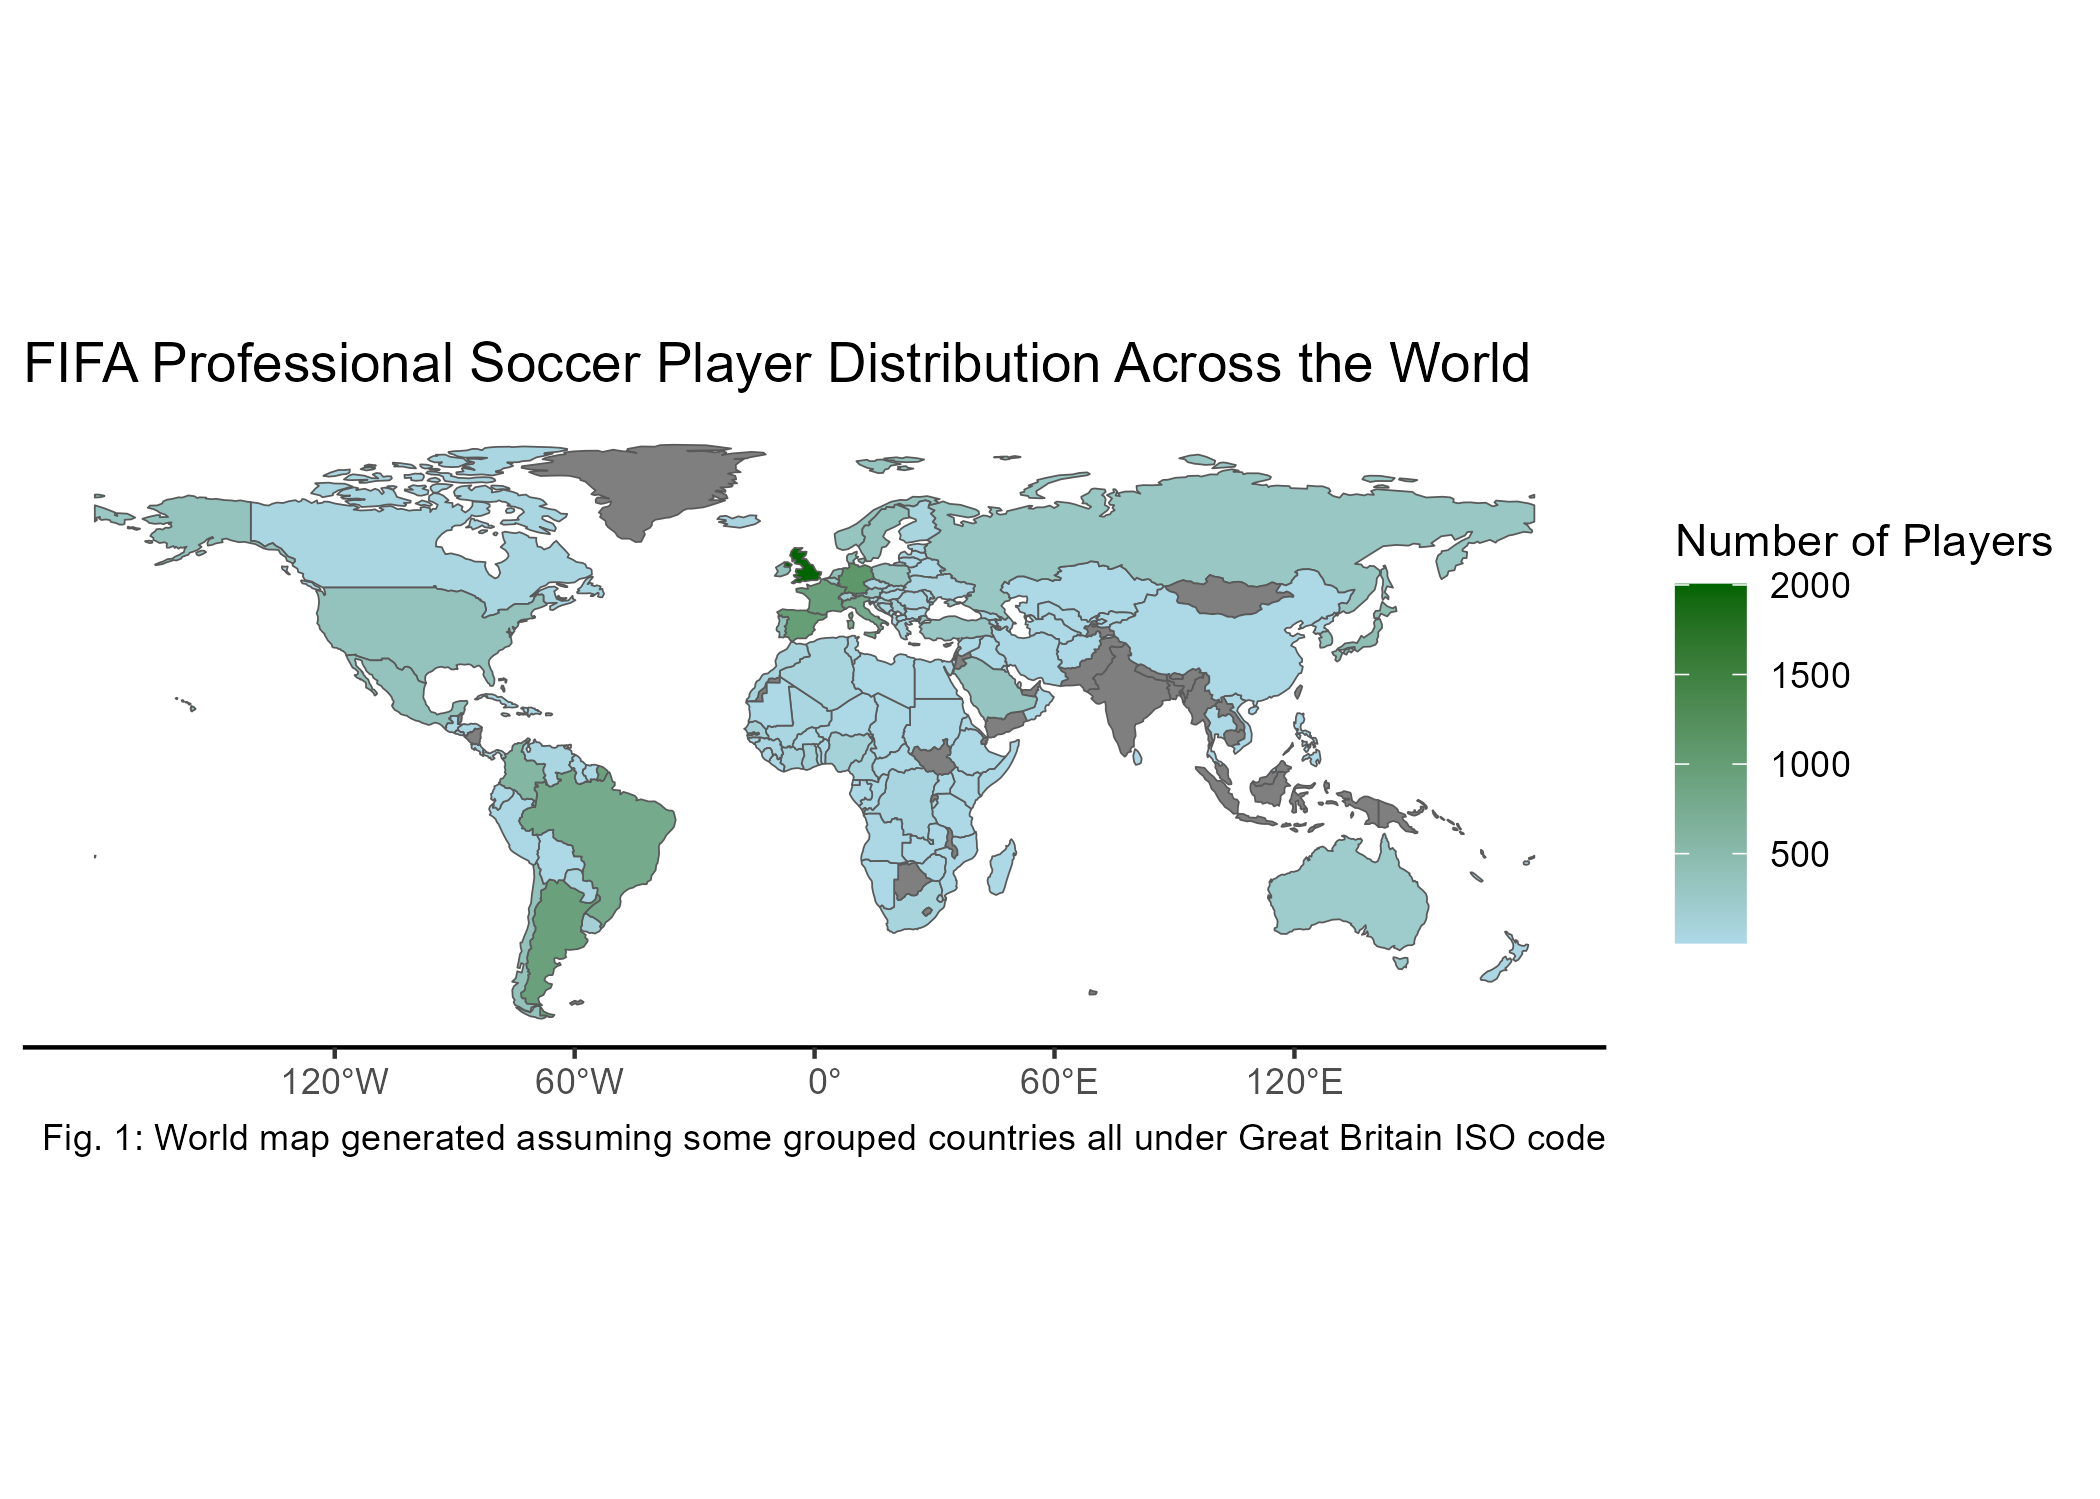 FIFA Professional Soccer Player Distribution Across the World
Number of Players
2000
1500
1000
500
120°W 60°W 0° 60°E 120°E
Fig. 1: World map generated assuming some grouped countries all under Great Britain ISO code